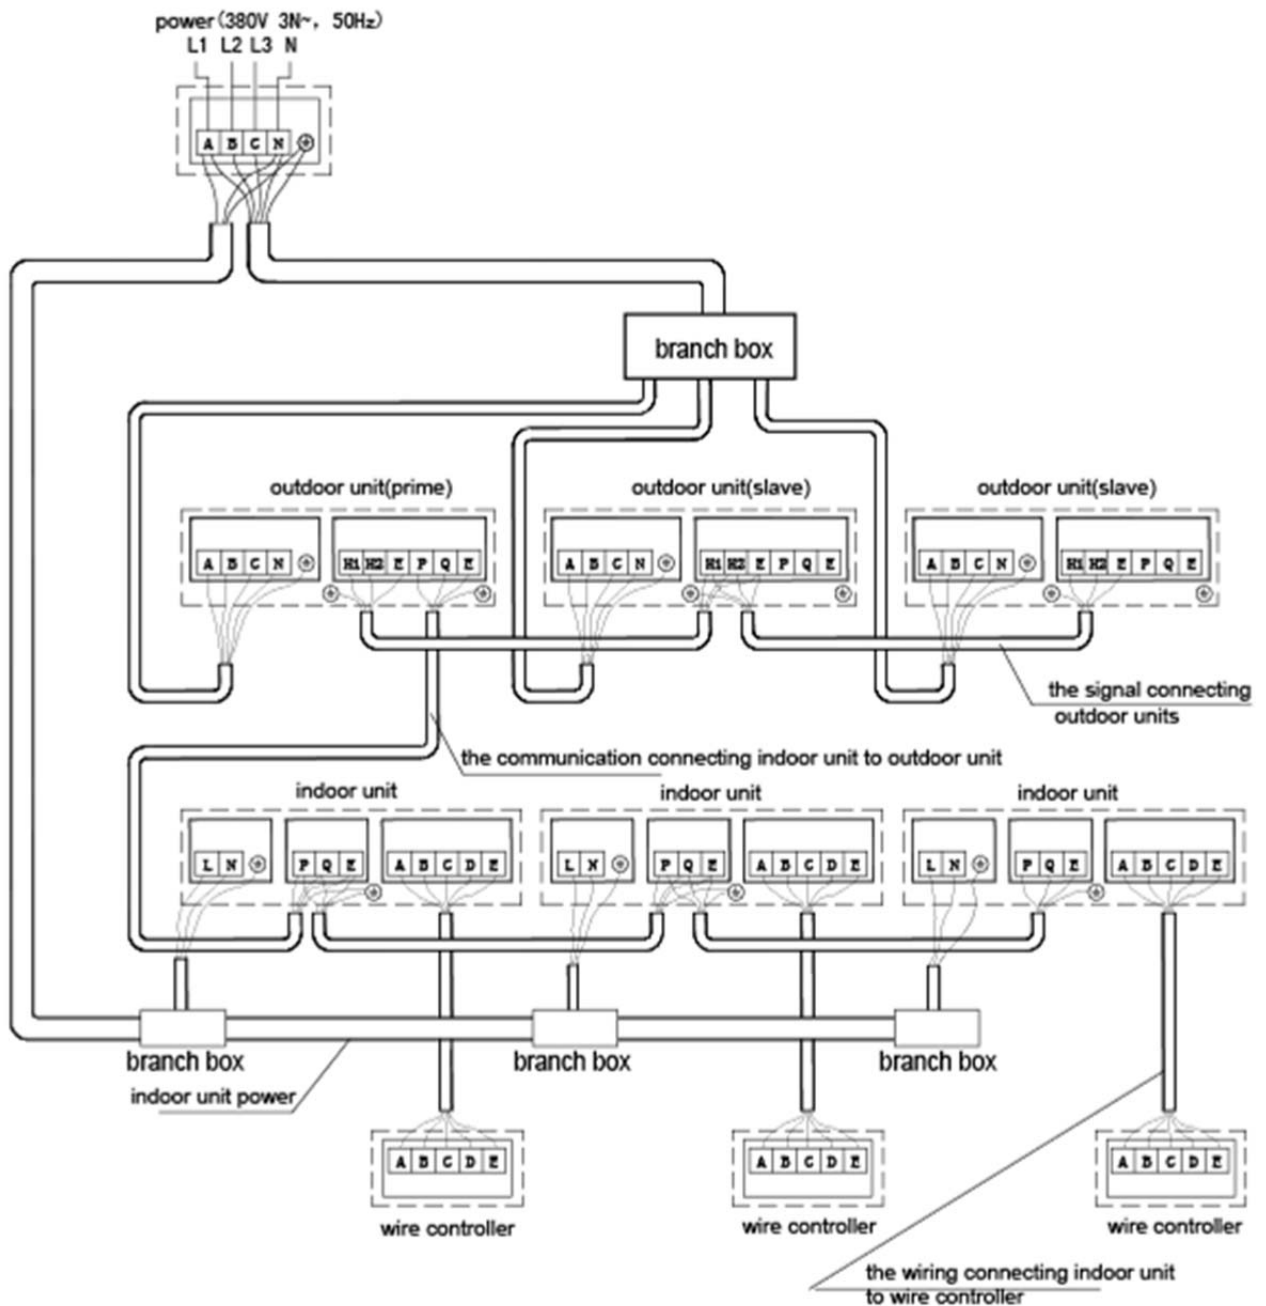 power(380V 3N~, 50Hz)
L1 L2 L3 N
A B C N
branch box
outdoor unit(prime)
outdoor unit(slave)
outdoor unit(slave)
A B C N
H1 H2 E P Q E
A B C N
H1 H2 E P Q E
A B C N
H1 H2 E P Q E
the signal connecting
outdoor units
the communication connecting indoor unit to outdoor unit
indoor unit
indoor unit
indoor unit
L N
P Q E
A B C D E
L N
P Q E
A B C D E
L N
P Q E
A B C D E
branch box
branch box
branch box
indoor unit power
A B C D E
A B C D E
A B C D E
wire controller
wire controller
wire controller
the wiring connecting indoor unit
to wire controller